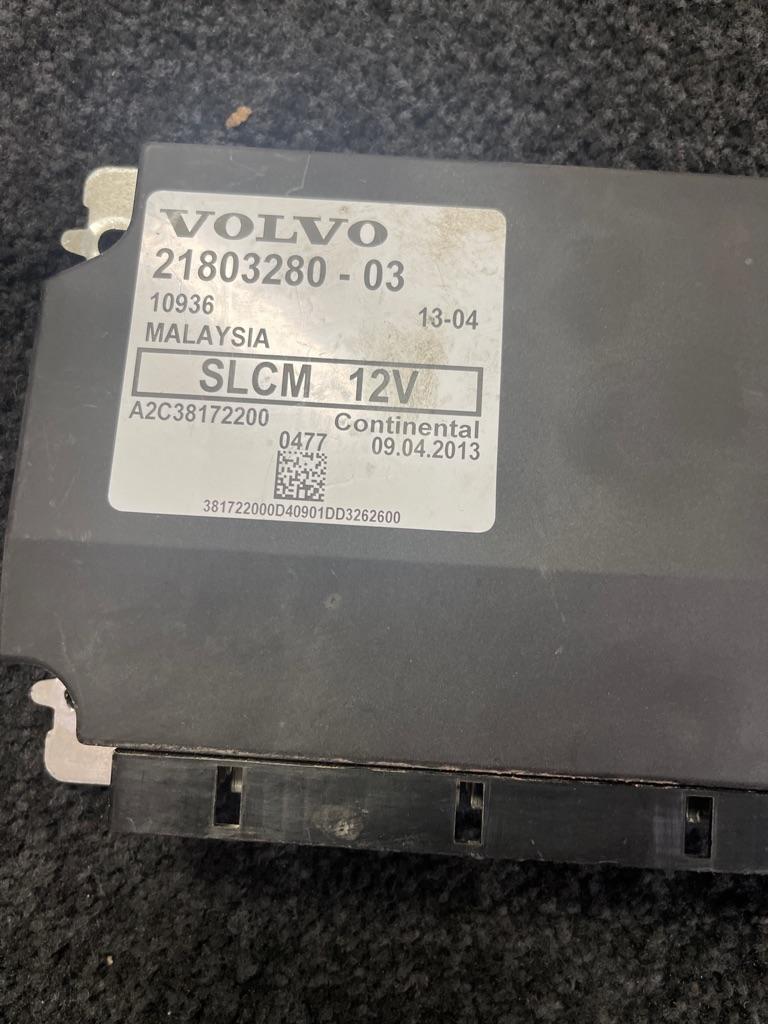 VOLVO
21803280 - 03
10936 13-04
MALAYSIA
SLCM 12V
A2C38172200 Continental
0477 09.04.2013
381722000D40901DD3262600